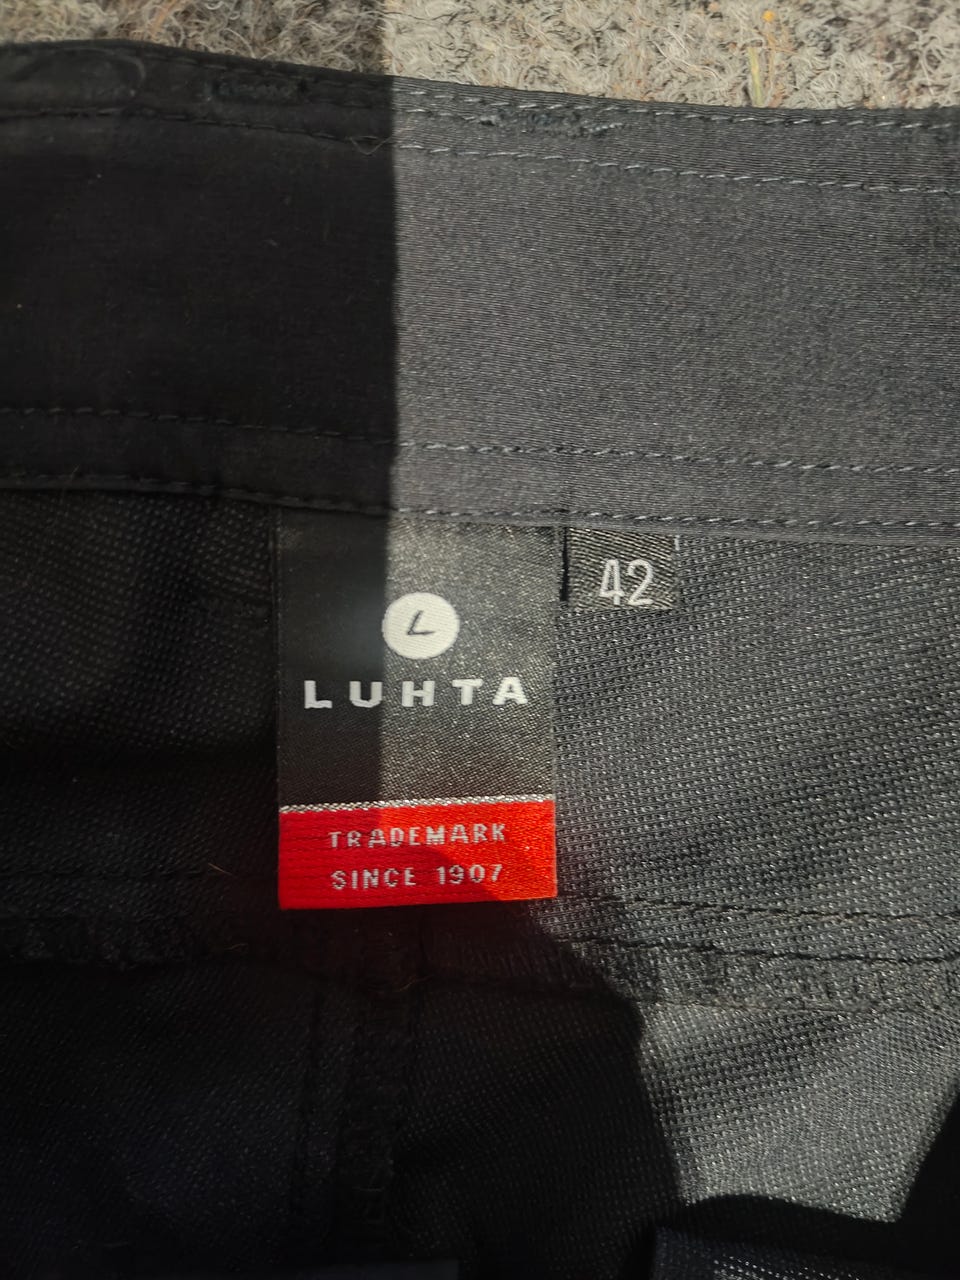 42
L
LUHTA
TRADEMARK
SINCE 1907